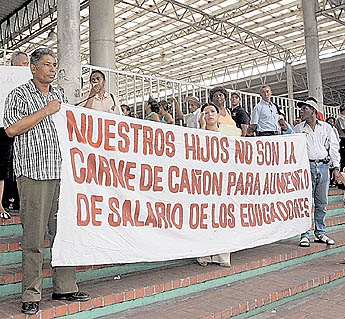 NUESTROS HIJOS NO SON LA
CARNE DE CAÑON PARA AUMENTO
DE SALARIO DE LOS EDUCADORES